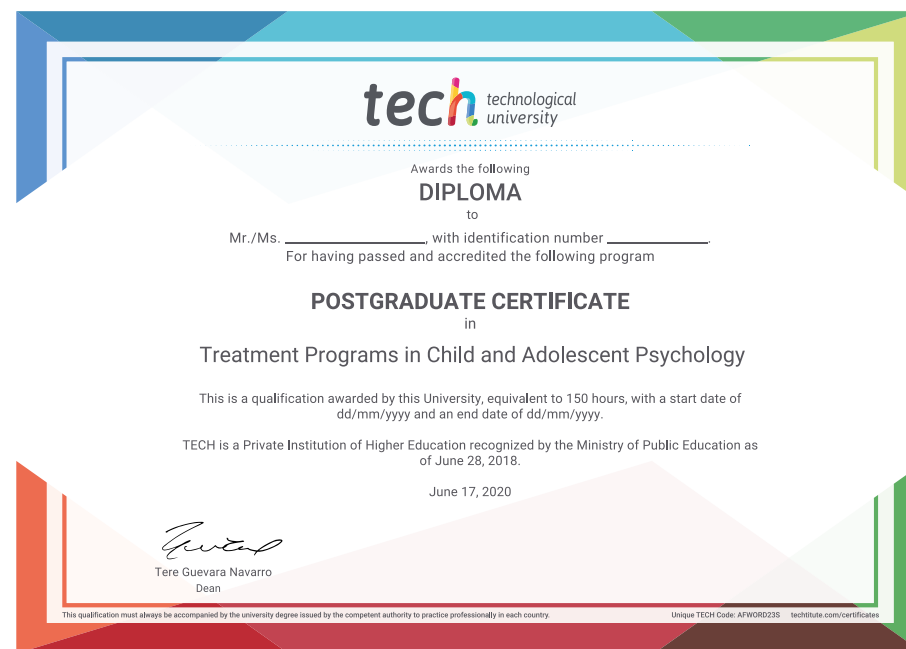 tech technological
university
Awards the following
DIPLOMA
to
Mr./Ms. ____________________, with identification number ______________.
For having passed and accredited the following program
POSTGRADUATE CERTIFICATE
in
Treatment Programs in Child and Adolescent Psychology
This is a qualification awarded by this University, equivalent to 150 hours, with a start date of
dd/mm/yyyy and an end date of dd/mm/yyyy.
TECH is a Private Institution of Higher Education recognized by the Ministry of Public Education as
of June 28, 2018.
June 17, 2020
Tere Guevara Navarro
Dean
This qualification must always be accompanied by the university degree issued by the competent authority to practice professionally in each country. Unique TECH Code: AFWORD23S techtitute.com/certificates